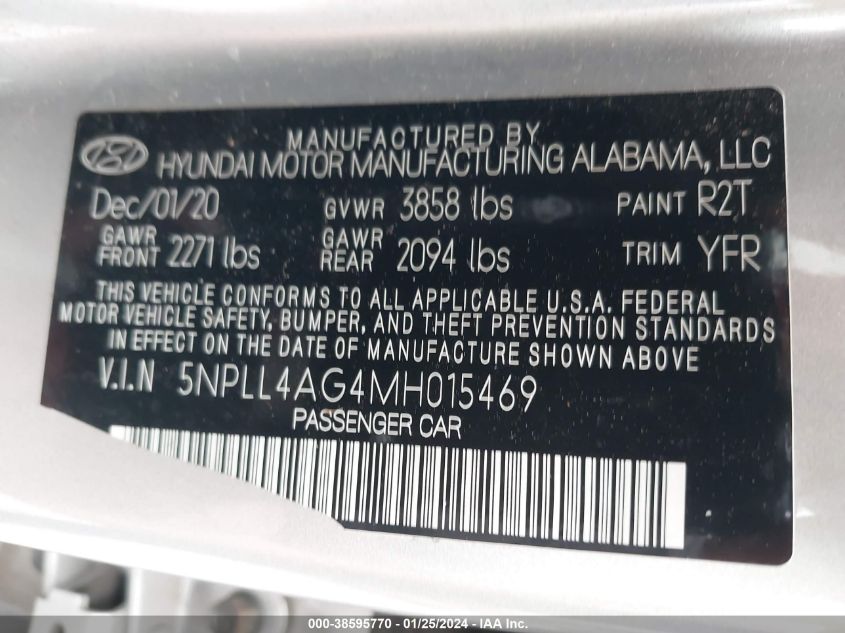 MANUFACTURED BY
HYUNDAI MOTOR MANUFACTURING ALABAMA, LLC
Dec/01/20 GVWR 3858 lbs PAINT R2T
GAWR FRONT 2271 lbs GAWR REAR 2094 lbs TRIM YFR
THIS VEHICLE CONFORMS TO ALL APPLICABLE U.S.A. FEDERAL
MOTOR VEHICLE SAFETY, BUMPER, AND THEFT PREVENTION STANDARDS
IN EFFECT ON THE DATE OF MANUFACTURE SHOWN ABOVE
V.I.N 5NPLL4AG4MH015469
PASSENGER CAR
000-38595770 - 01/25/2024 - IAA Inc.